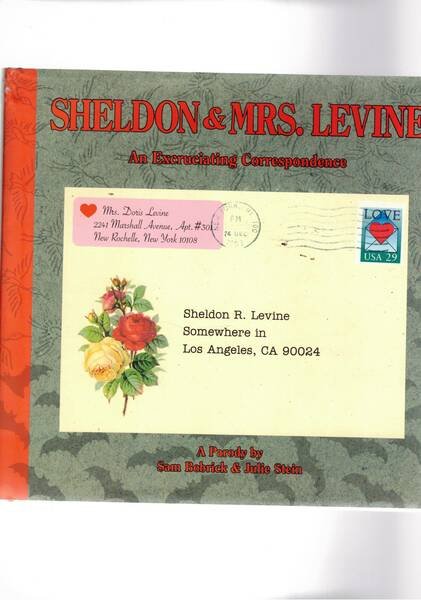 SHELDON & MRS. LEVINE
An Excruciating Correspondence
Mrs. Doris Levine
2241 Marshall Avenue, Apt.
New Rochelle, New York 10108
PM
LOVE
USA 29
Sheldon R. Levine
Somewhere in
Los Angeles, CA 90024
A Parody by
Sam Bobrick & Julie Stein